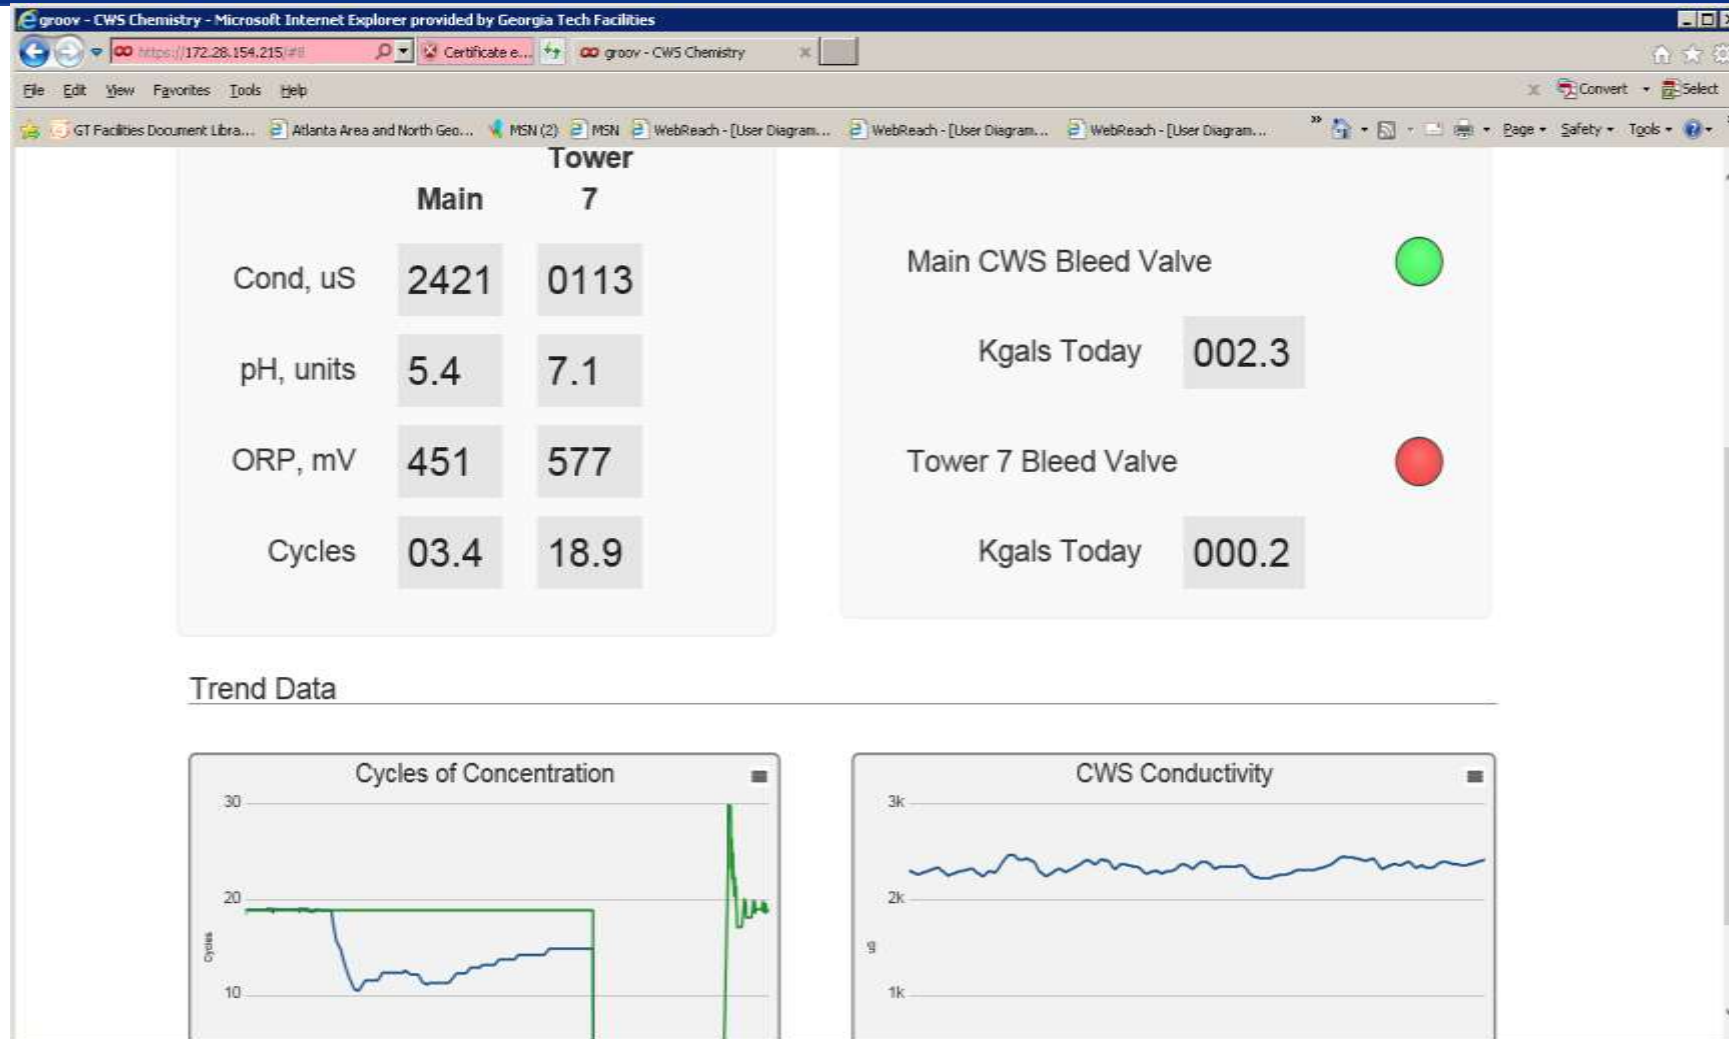 groov - CWS Chemistry - Microsoft Internet Explorer provided by Georgia Tech Facilities
https://172.28.154.215/#8 Certificate e... groov - CWS Chemistry
File Edit View Favorites Tools Help Convert Select
GT Facilities Document Libra... Atlanta Area and North Geo... MSN (2) MSN WebReach - [User Diagram... WebReach - [User Diagram... WebReach - [User Diagram... Page Safety Tools
Tower
Main 7
Cond, uS 2421 0113
pH, units 5.4 7.1
ORP, mV 451 577
Cycles 03.4 18.9
Main CWS Bleed Valve
Kgals Today 002.3
Tower 7 Bleed Valve
Kgals Today 000.2
Trend Data
Cycles of Concentration
30
20
10
Cycles
CWS Conductivity
3k
2k
1k